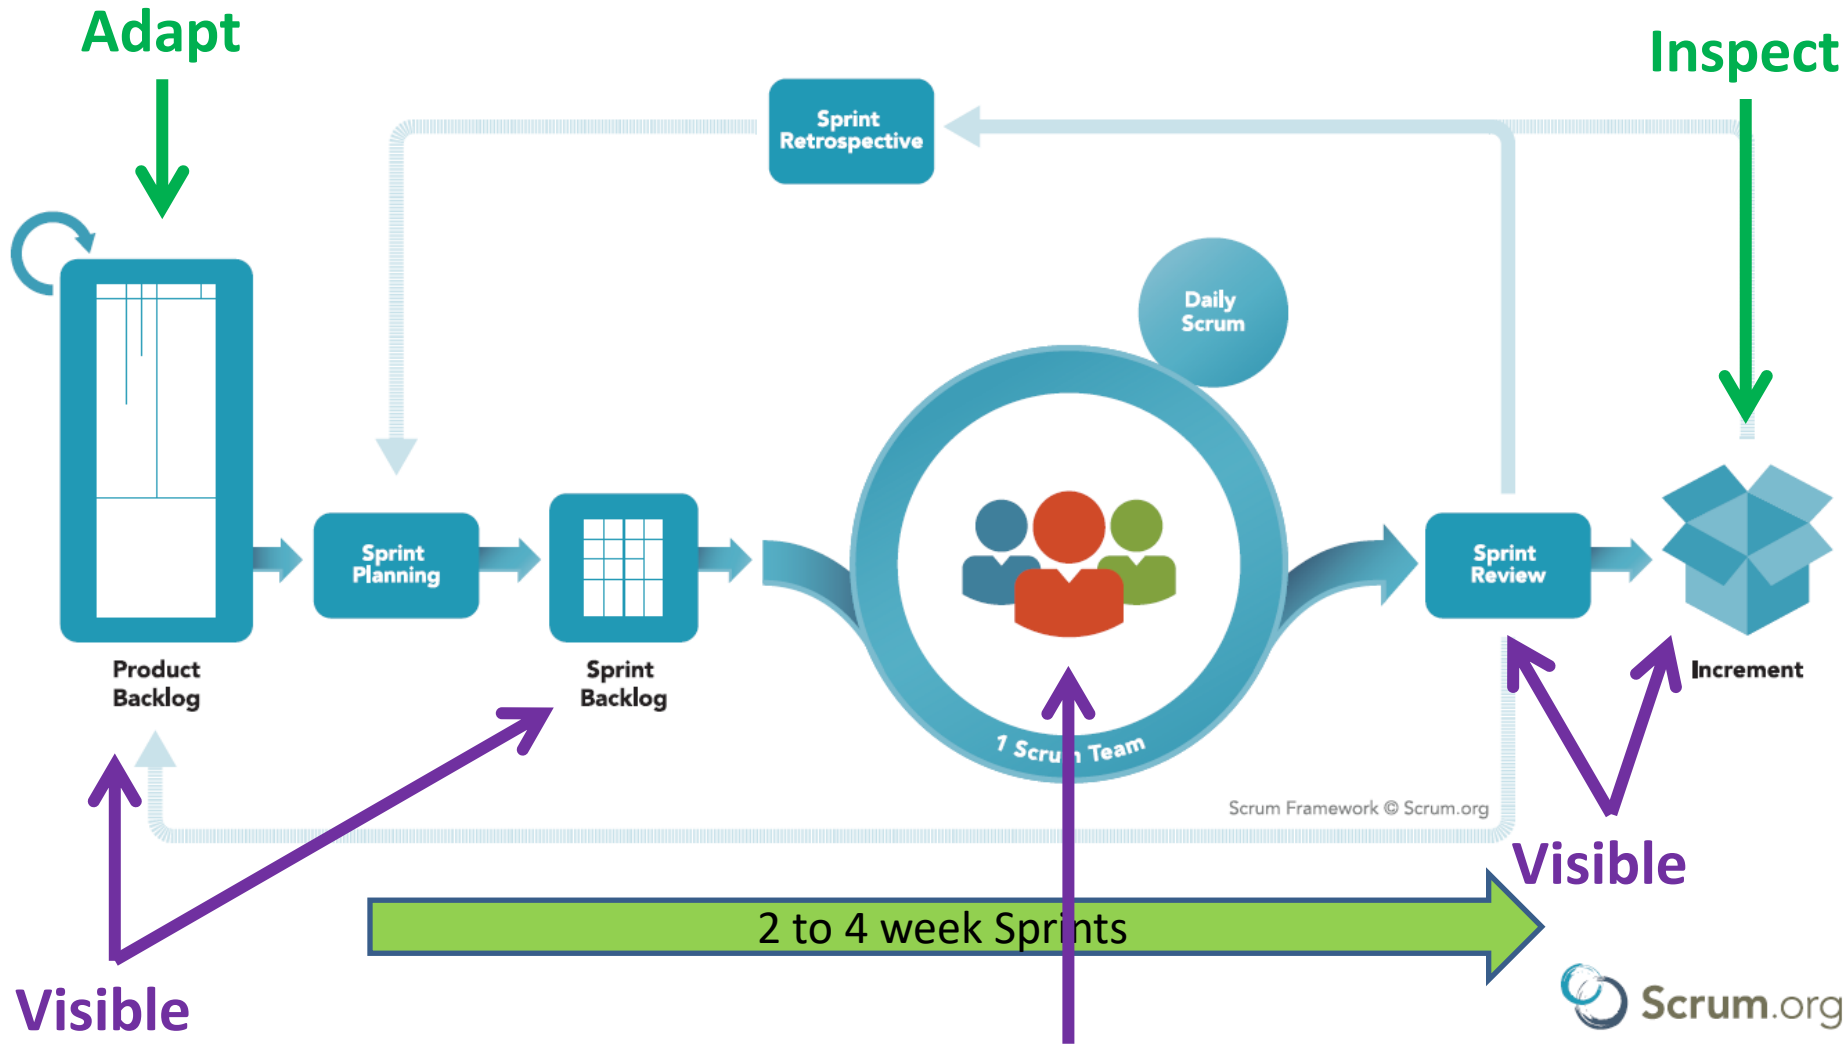 Adapt
Inspect
Sprint
Retrospective
Daily
Scrum
Sprint
Planning
Sprint
Review
Product
Backlog
Sprint
Backlog
Increment
1 Scrum Team
Scrum Framework © Scrum.org
Visible
2 to 4 week Sprints
Visible
Scrum.org